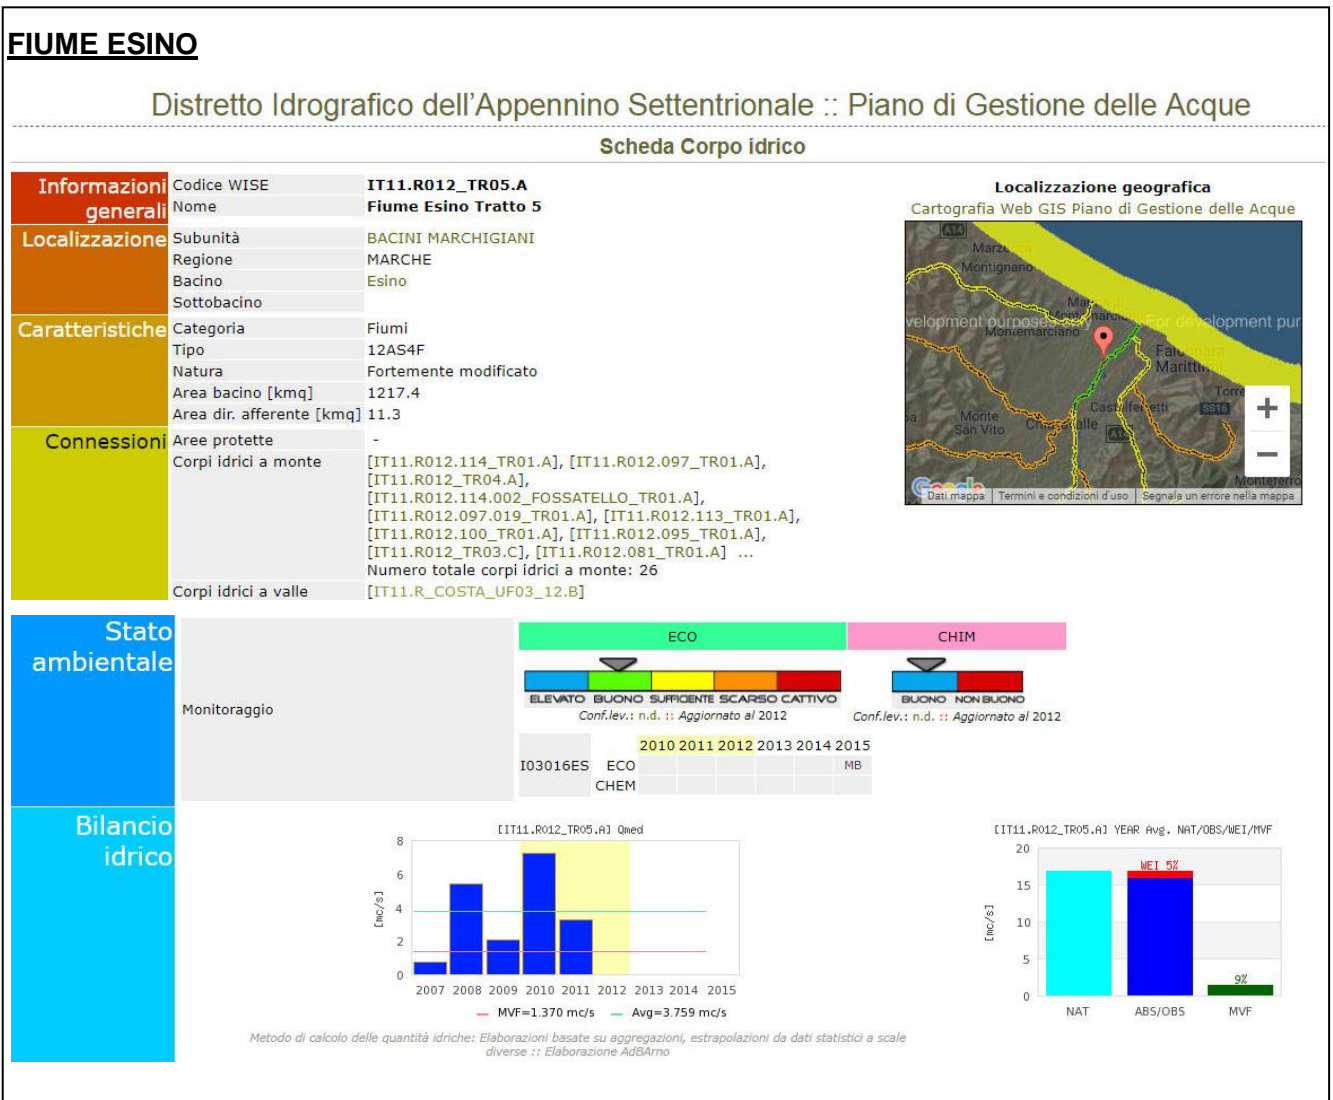 FIUME ESINO
Distretto Idrografico dell'Appennino Settentrionale :: Piano di Gestione delle Acque
Scheda Corpo idrico
Informazioni generali
Codice WISE IT11.R012_TR05.A
Nome Fiume Esino Tratto 5
Localizzazione
Subunità BACINI MARCHIGIANI
Regione MARCHE
Bacino Esino
Sottobacino
Caratteristiche
Categoria Fiumi
Tipo 12AS4F
Natura Fortemente modificato
Area bacino [kmq] 1217.4
Area dir. afferente [kmq] 11.3
Connessioni
Aree protette -
Corpi idrici a monte [IT11.R012.114_TR01.A], [IT11.R012.097_TR01.A],
[IT11.R012_TR04.A],
[IT11.R012.114.002_FOSSATELLO_TR01.A],
[IT11.R012.097.019_TR01.A], [IT11.R012.113_TR01.A],
[IT11.R012.100_TR01.A], [IT11.R012.095_TR01.A],
[IT11.R012_TR03.C], [IT11.R012.081_TR01.A] ...
Numero totale corpi idrici a monte: 26
Corpi idrici a valle [IT11.R_COSTA_UF03_12.B]
Localizzazione geografica
Cartografia Web GIS Piano di Gestione delle Acque
A14
Montignano
Montemarciano
For development pur
Falconara
Marittima
Castelferretti
SS16
Monte
San Vito
Chiaravalle
+
−
Google
Dati mappa
Termini e condizioni d'uso
Segnala un errore nella mappa
Stato
ambientale
Monitoraggio
ECO CHIM
ELEVATO BUONO SUFFICIENTE SCARSO CATTIVO
BUONO NON BUONO
Conf.lev.: n.d. :: Aggiornato al 2012
Conf.lev.: n.d. :: Aggiornato al 2012
2010 2011 2012 2013 2014 2015
I03016ES ECO MB
CHEM
Bilancio
idrico
[IT11.R012_TR05.A] Qmed
[mc/s]
8
6
4
2
0
2007 2008 2009 2010 2011 2012 2013 2014 2015
MVF=1.370 mc/s Avg=3.759 mc/s
[IT11.R012_TR05.A] YEAR Avg. NAT/OBS/WEI/MVF
[mc/s]
20
15
10
5
0
WEI 5%
9%
NAT ABS/OBS MVF
Metodo di calcolo delle quantità idriche: Elaborazioni basate su aggregazioni, estrapolazioni da dati statistici a scale
diverse :: Elaborazione AdBArno